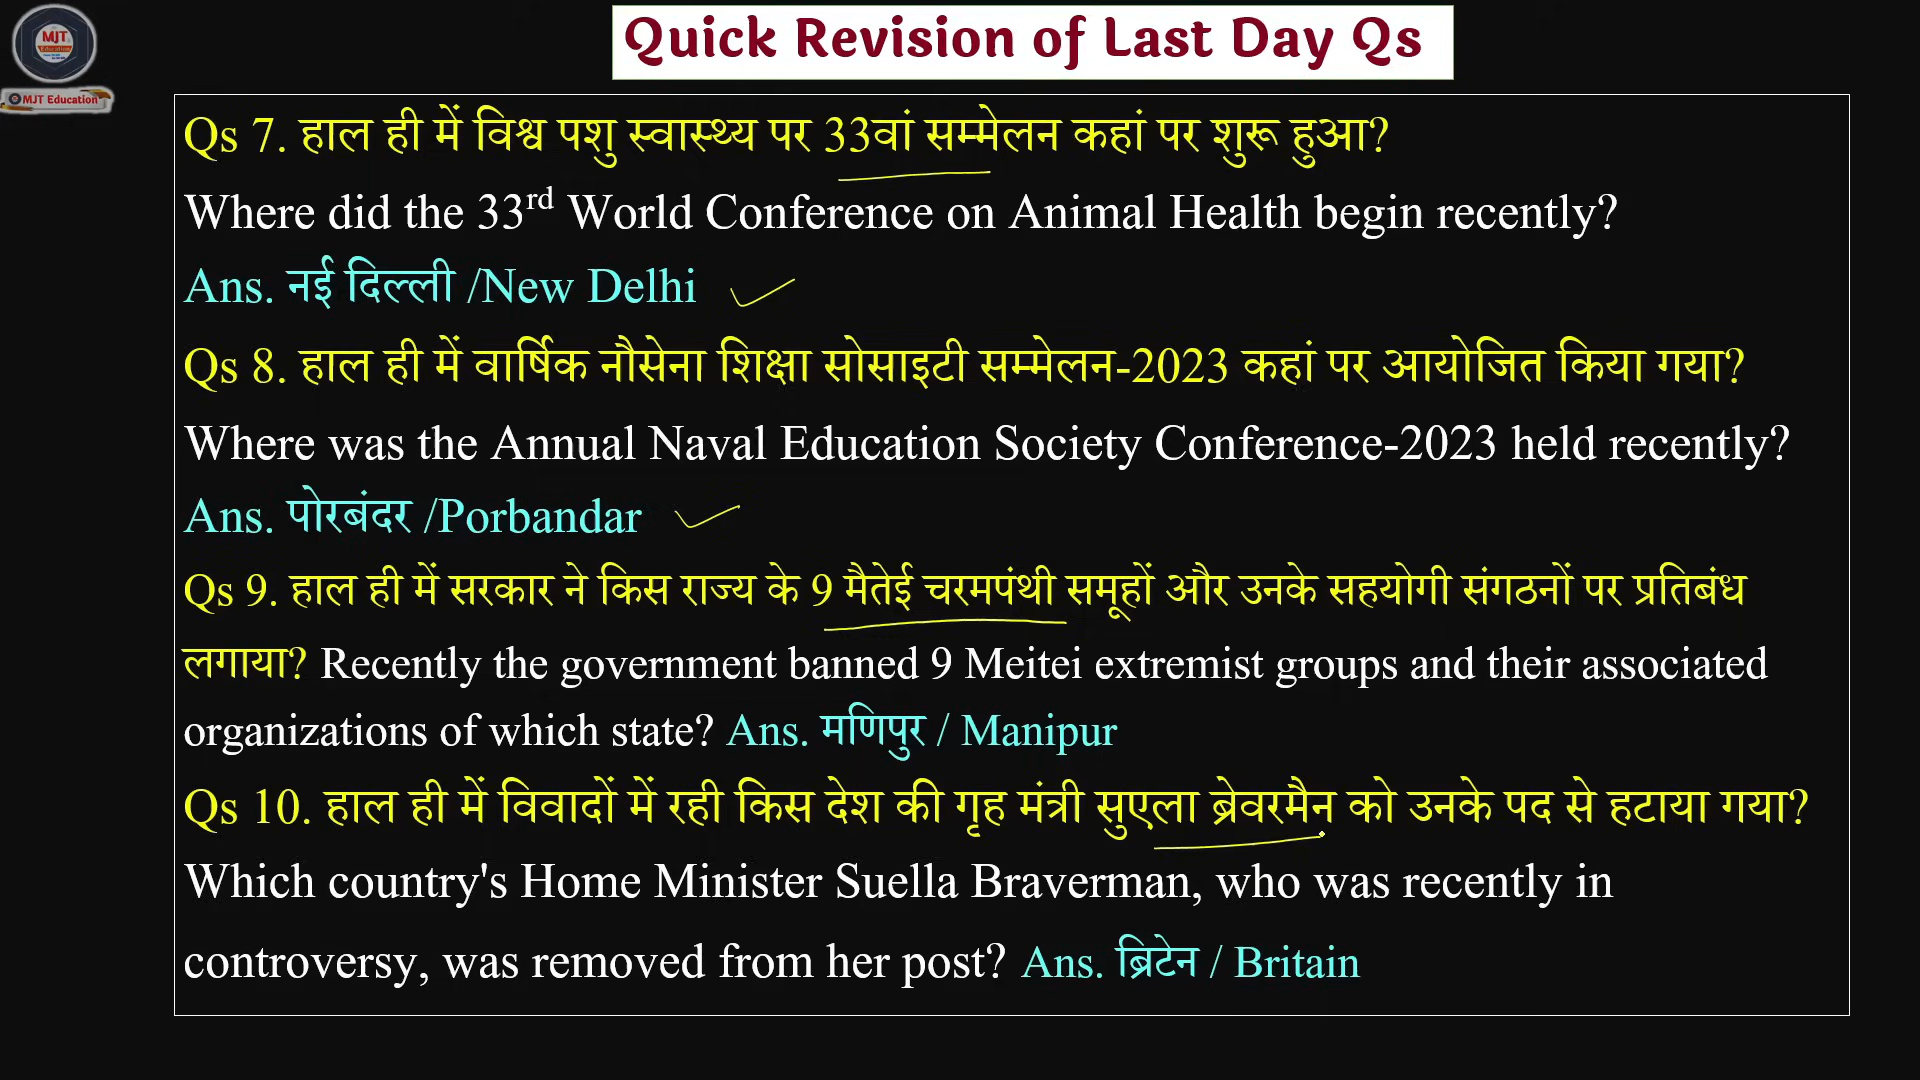 MJT
Education
MJT Education
Quick Revision of Last Day Qs
Qs 7. हाल ही में विश्व पशु स्वास्थ्य पर 33वां सम्मेलन कहां पर शुरू हुआ?
Where did the 33rd World Conference on Animal Health begin recently?
Ans. नई दिल्ली /New Delhi
Qs 8. हाल ही में वार्षिक नौसेना शिक्षा सोसाइटी सम्मेलन-2023 कहां पर आयोजित किया गया?
Where was the Annual Naval Education Society Conference-2023 held recently?
Ans. पोरबंदर /Porbandar
Qs 9. हाल ही में सरकार ने किस राज्य के 9 मैतेई चरमपंथी समूहों और उनके सहयोगी संगठनों पर प्रतिबंध
लगाया? Recently the government banned 9 Meitei extremist groups and their associated
organizations of which state? Ans. मणिपुर / Manipur
Qs 10. हाल ही में विवादों में रही किस देश की गृह मंत्री सुएला ब्रेवरमैन को उनके पद से हटाया गया?
Which country's Home Minister Suella Braverman, who was recently in
controversy, was removed from her post? Ans. ब्रिटेन / Britain